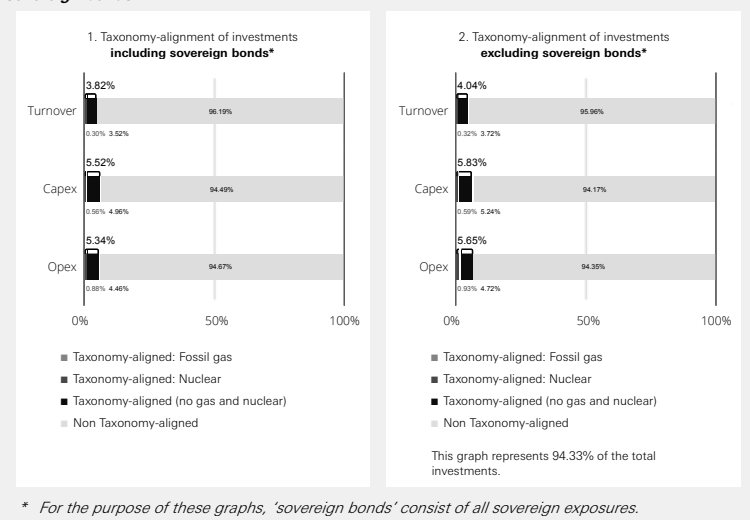 1. Taxonomy-alignment of investments
including sovereign bonds*
3.82%
Turnover
96.19%
0.30% 3.52%
5.52%
Capex
94.49%
0.56% 4.96%
5.34%
Opex
94.67%
0.88% 4.46%
0% 50% 100%
Taxonomy-aligned: Fossil gas
Taxonomy-aligned: Nuclear
Taxonomy-aligned (no gas and nuclear)
Non Taxonomy-aligned
2. Taxonomy-alignment of investments
excluding sovereign bonds*
4.04%
Turnover
95.96%
0.32% 3.72%
5.83%
Capex
94.17%
0.59% 5.24%
5.65%
Opex
94.35%
0.93% 4.72%
0% 50% 100%
Taxonomy-aligned: Fossil gas
Taxonomy-aligned: Nuclear
Taxonomy-aligned (no gas and nuclear)
Non Taxonomy-aligned
This graph represents 94.33% of the total
investments.
* For the purpose of these graphs, ‘sovereign bonds’ consist of all sovereign exposures.